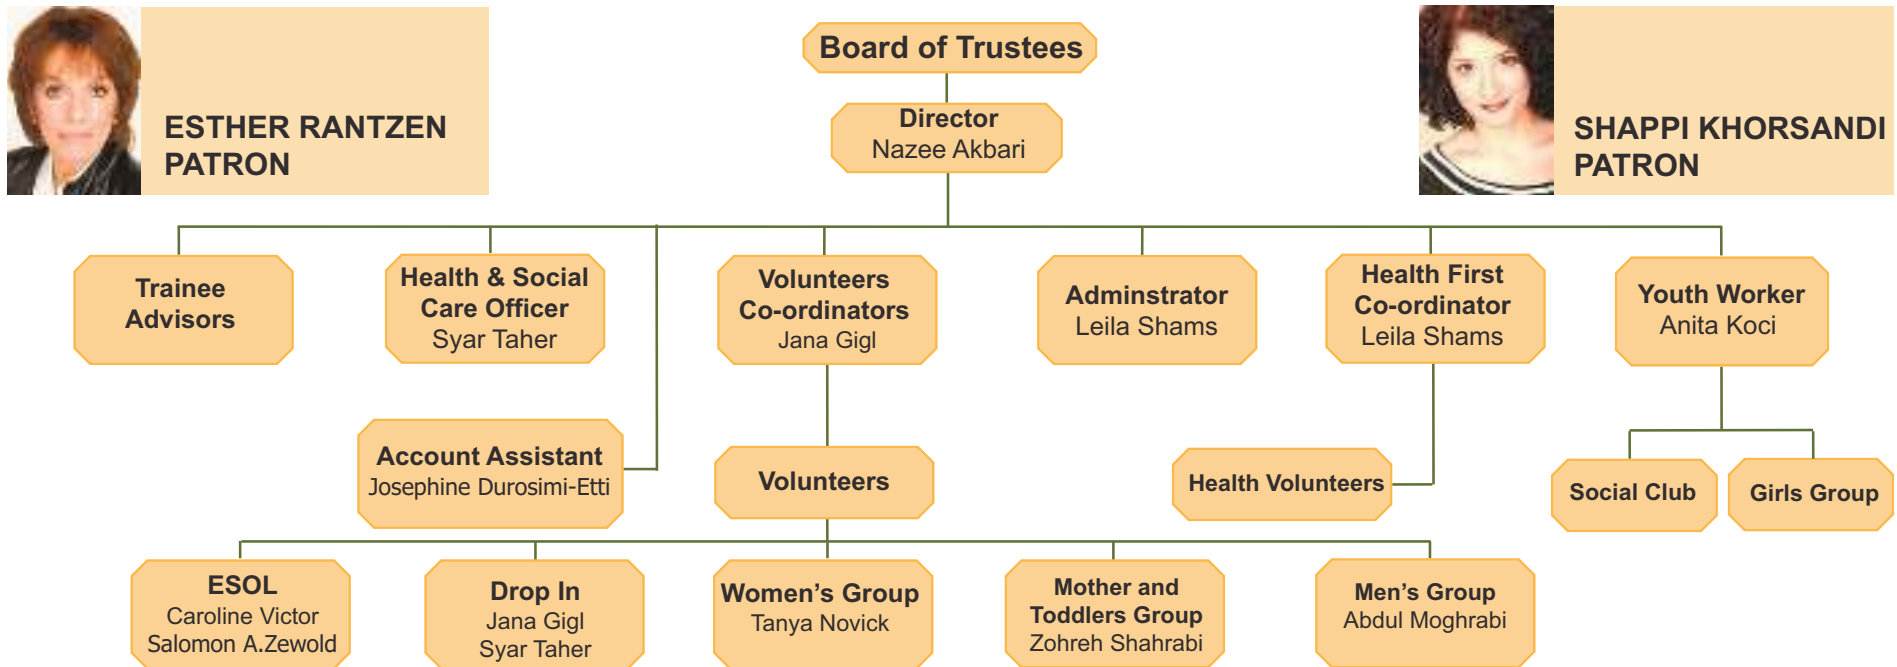 ESTHER RANTZEN
PATRON
Board of Trustees
Director
Nazee Akbari
SHAPPI KHORSANDI
PATRON
Trainee
Advisors
Health & Social
Care Officer
Syar Taher
Volunteers
Co-ordinators
Jana Gigl
Adminstrator
Leila Shams
Health First
Co-ordinator
Leila Shams
Youth Worker
Anita Koci
Account Assistant
Josephine Durosimi-Etti
Volunteers
Health Volunteers
Social Club
Girls Group
ESOL
Caroline Victor
Salomon A.Zewold
Drop In
Jana Gigl
Syar Taher
Women’s Group
Tanya Novick
Mother and
Toddlers Group
Zohreh Shahrabi
Men’s Group
Abdul Moghrabi